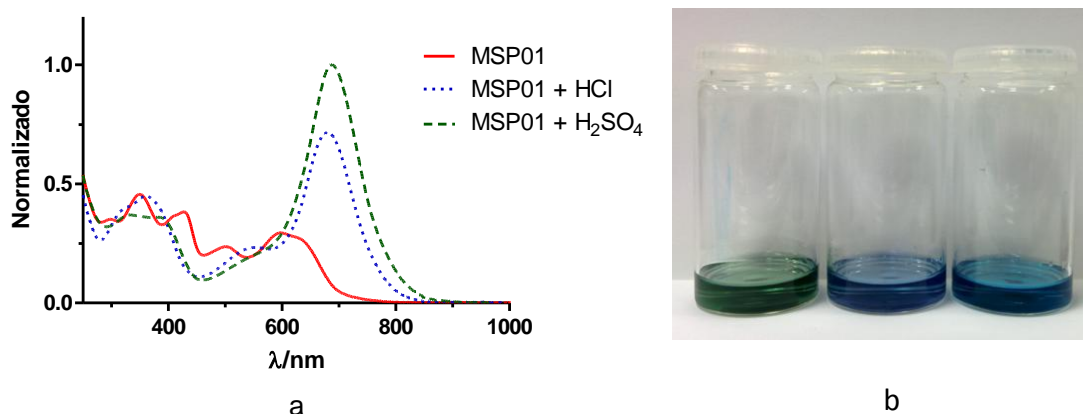 Normalizado
1.0
0.5
0.0
400
600
800
1000
λ/nm
MSP01
MSP01 + HCl
MSP01 + H₂SO₄
a
b